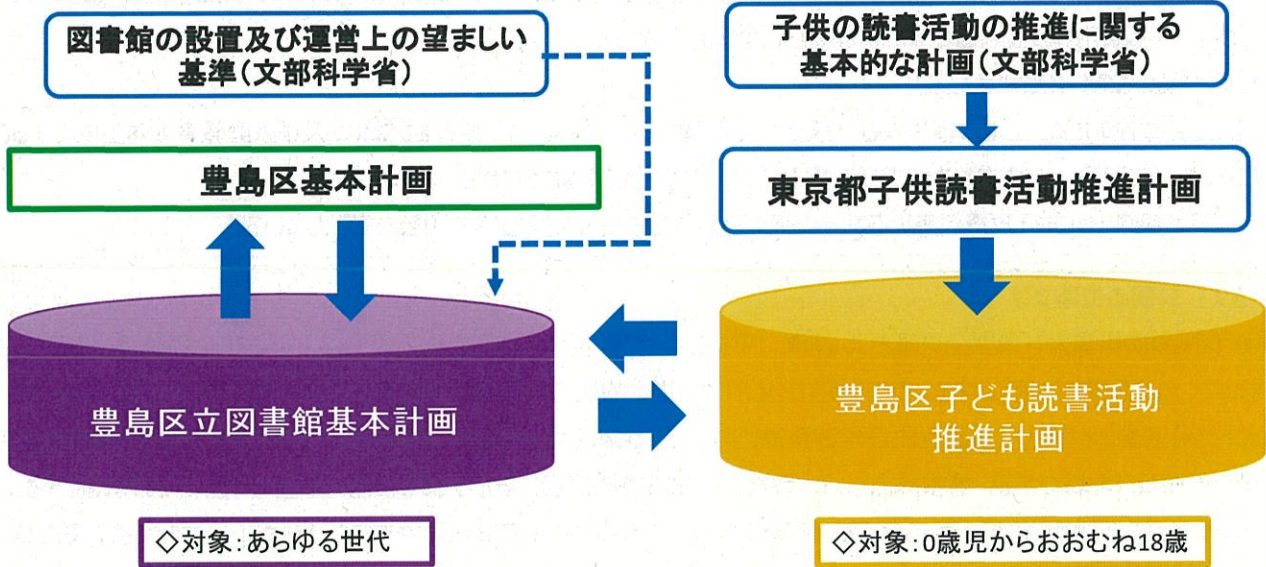 図書館の設置及び運営上の望ましい
基準(文部科学省)
豊島区基本計画
豊島区立図書館基本計画
◇対象:あらゆる世代
子供の読書活動の推進に関する
基本的な計画(文部科学省)
東京都子供読書活動推進計画
豊島区子ども読書活動
推進計画
◇対象:0歳児からおおむね18歳